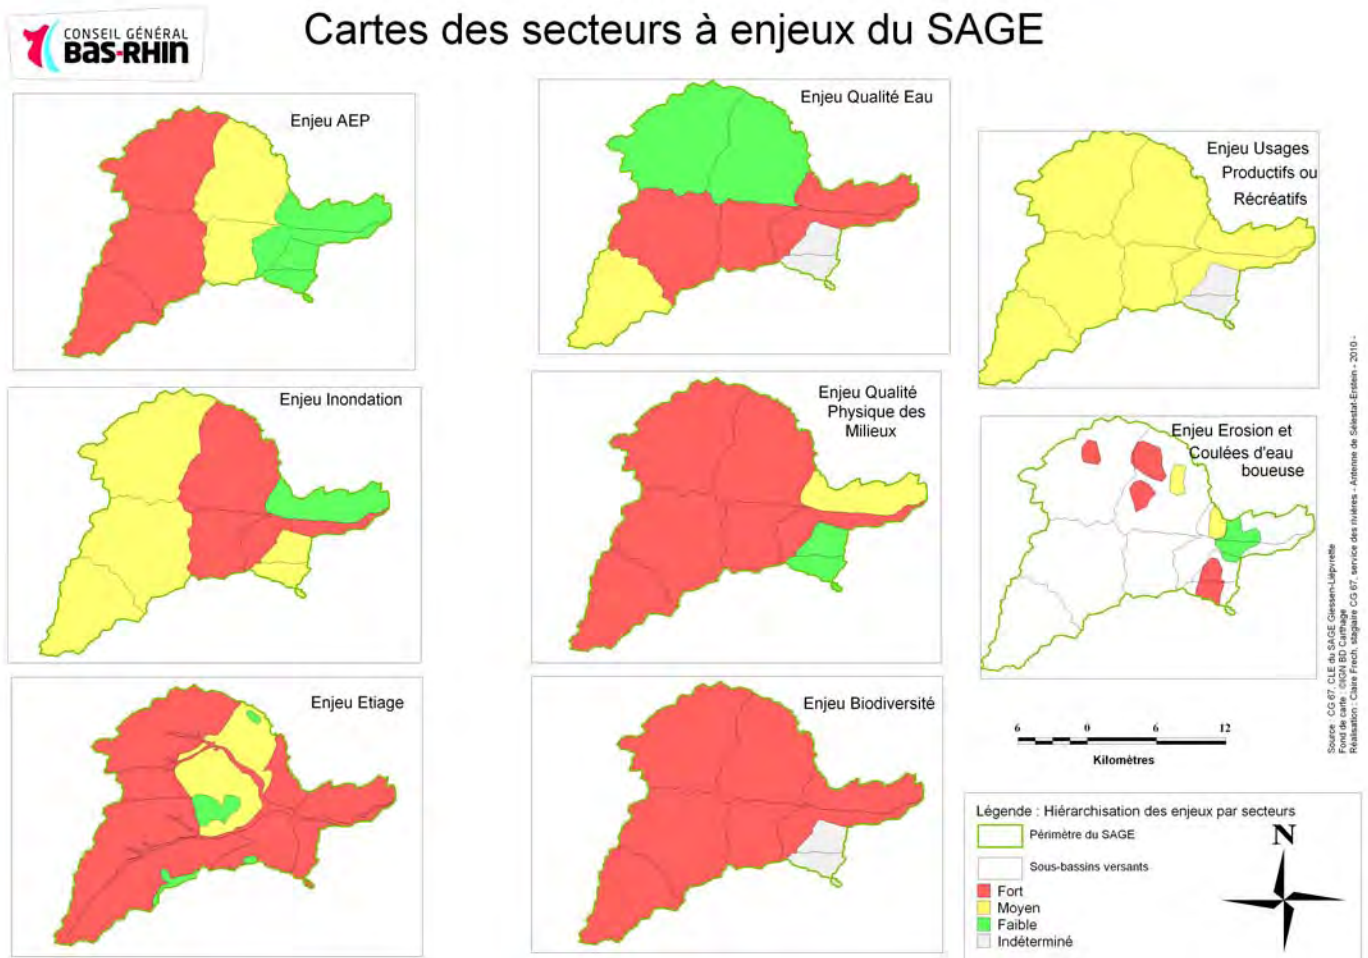 CONSEIL GÉNÉRAL
BAS-RHIN
Cartes des secteurs à enjeux du SAGE
Enjeu AEP
Enjeu Qualité Eau
Enjeu Usages
Productifs ou
Récréatifs
Enjeu Inondation
Enjeu Qualité
Physique des
Milieux
Enjeu Erosion et
Coulées d'eau
boueuse
Enjeu Etiage
Enjeu Biodiversité
6 0 6 12
Kilomètres
Source : CG 67, CLE du SAGE Giessen-Liepvrette
Fond de carte : ©IGN BD Carthage
Réalisation : Claire Frech, stagiaire CG 67, service des rivières - Antenne de Sélestat-Erstein - 2010 -
Légende : Hiérarchisation des enjeux par secteurs
Périmètre du SAGE
Sous-bassins versants
Fort
Moyen
Faible
Indéterminé
N